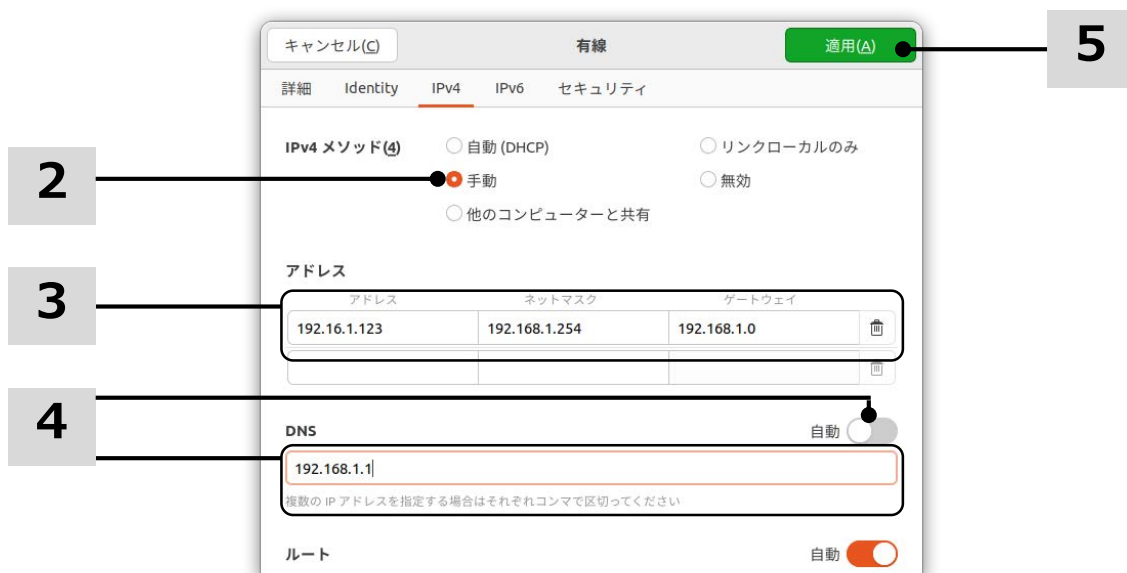 キャンセル(C) 有線 適用(A)
5
詳細 Identity IPv4 IPv6 セキュリティ
IPv4 メソッド(4) 自動 (DHCP) リンクローカルのみ
2
手動 無効
他のコンピューターと共有
アドレス
3
アドレス ネットマスク ゲートウェイ
192.16.1.123 192.168.1.254 192.168.1.0
4
DNS 自動
192.168.1.1
複数の IP アドレスを指定する場合はそれぞれコンマで区切ってください
ルート 自動